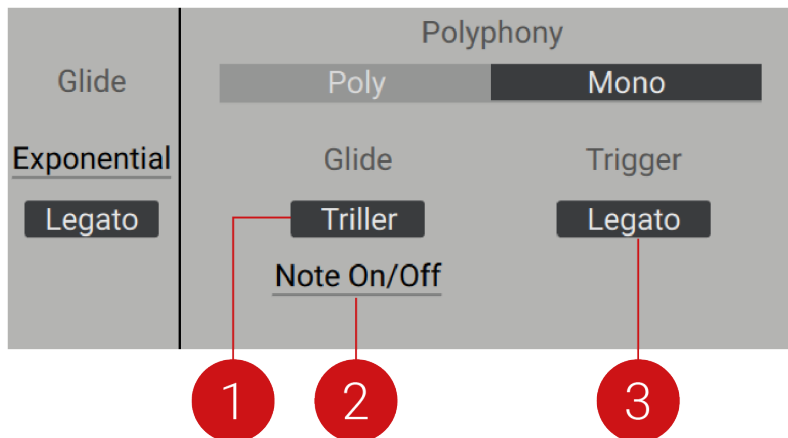 Polyphony
Glide
Poly Mono
Exponential
Glide Trigger
Legato
Triller Legato
Note On/Off
1 2 3